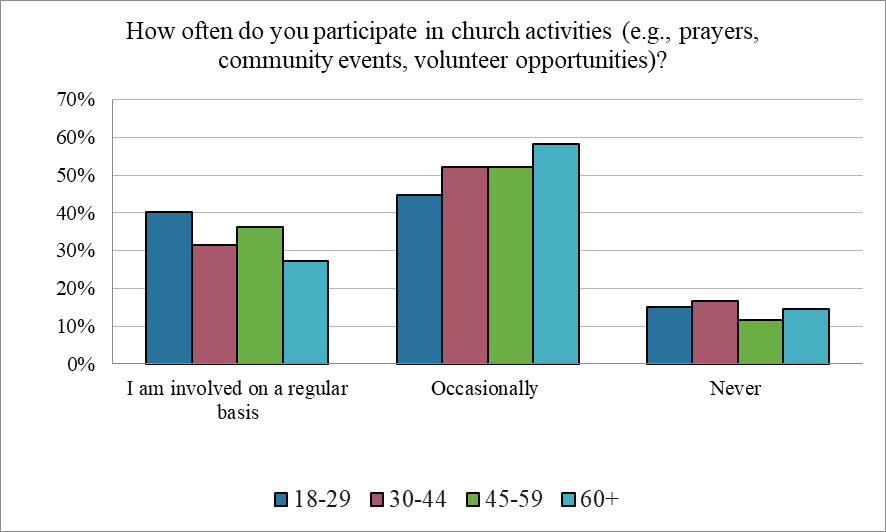 How often do you participate in church activities (e.g., prayers,
community events, volunteer opportunities)?
70%
60%
50%
40%
30%
20%
10%
0%
I am involved on a regular
basis
Occasionally
Never
18-29
30-44
45-59
60+